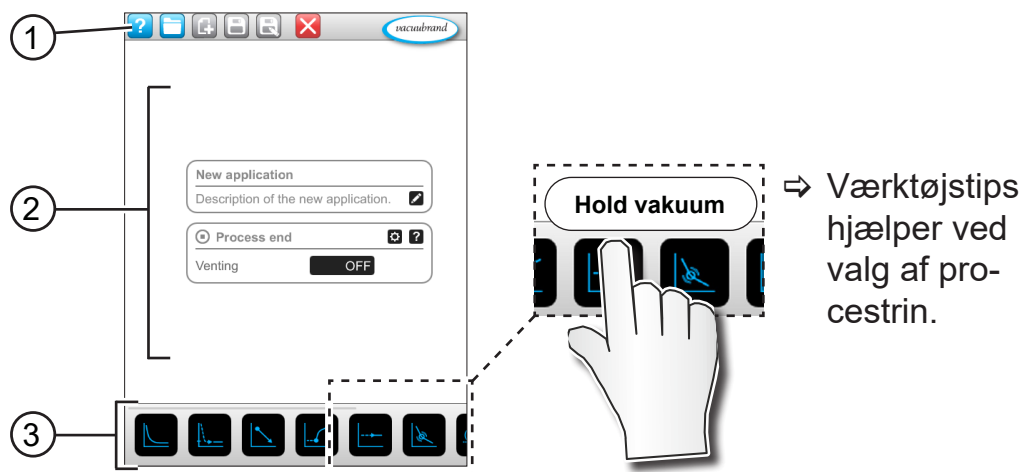 1
?
vacuubrand
2
New application
Description of the new application.
Process end
?
Venting
OFF
3
Hold vakuum
⇨ Værktøjstips
hjælper ved
valg af pro-
cestrin.